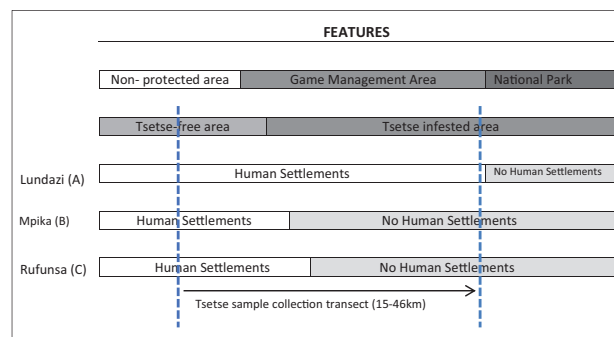 FEATURES
Non- protected area Game Management Area National Park
Tsetse-free area Tsetse infested area
Lundazi (A) Human Settlements No Human Settlements
Mpika (B) Human Settlements No Human Settlements
Rufunsa (C) Human Settlements No Human Settlements
Tsetse sample collection transect (15-46km)